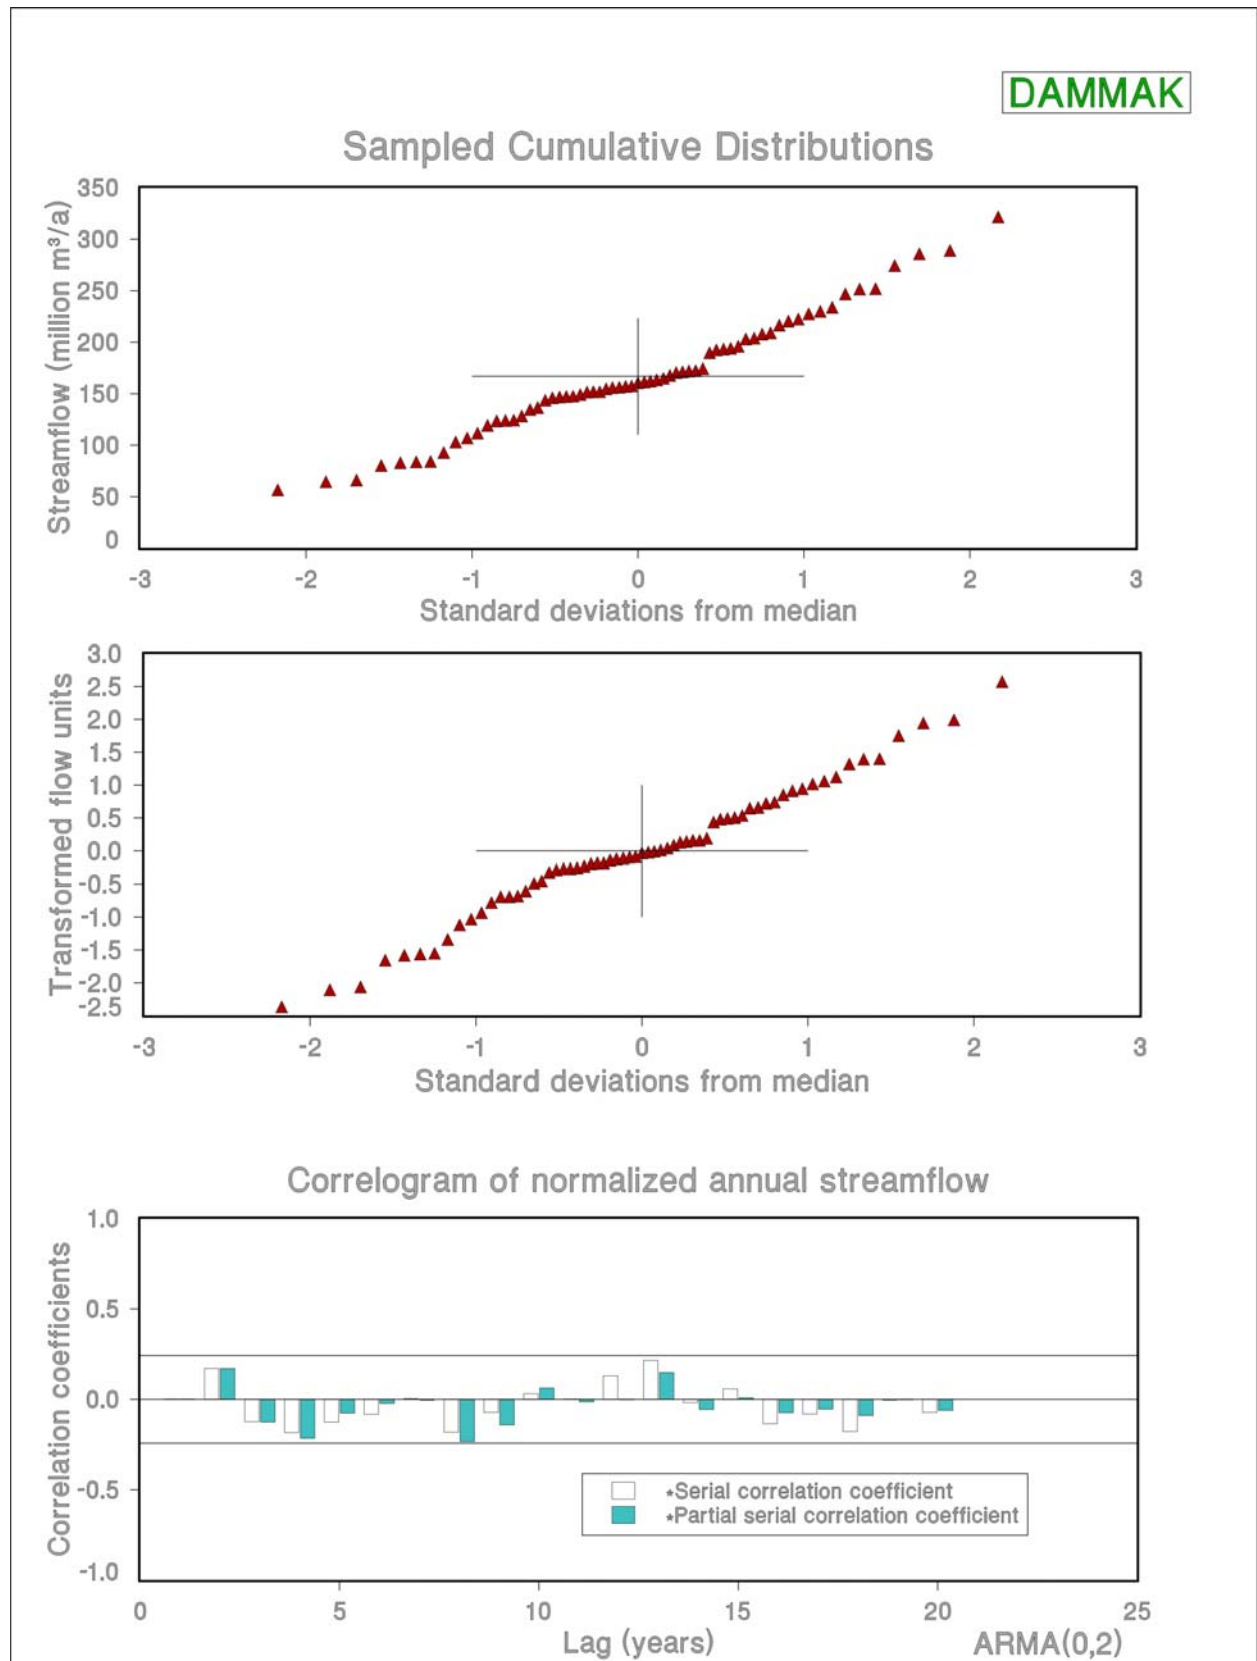 DAMMAK
Sampled Cumulative Distributions
350
300
250
200
150
100
50
0
Streamflow (million m³/a)
-3 -2 -1 0 1 2 3
Standard deviations from median
3.0
2.5
2.0
1.5
1.0
0.5
0.0
-0.5
-1.0
-1.5
-2.0
-2.5
Transformed flow units
-3 -2 -1 0 1 2 3
Standard deviations from median
Correlogram of normalized annual streamflow
1.0
0.5
0.0
-0.5
-1.0
Correlation coefficients
*Serial correlation coefficient
*Partial serial correlation coefficient
0 5 10 15 20 25
Lag (years) ARMA(0,2)